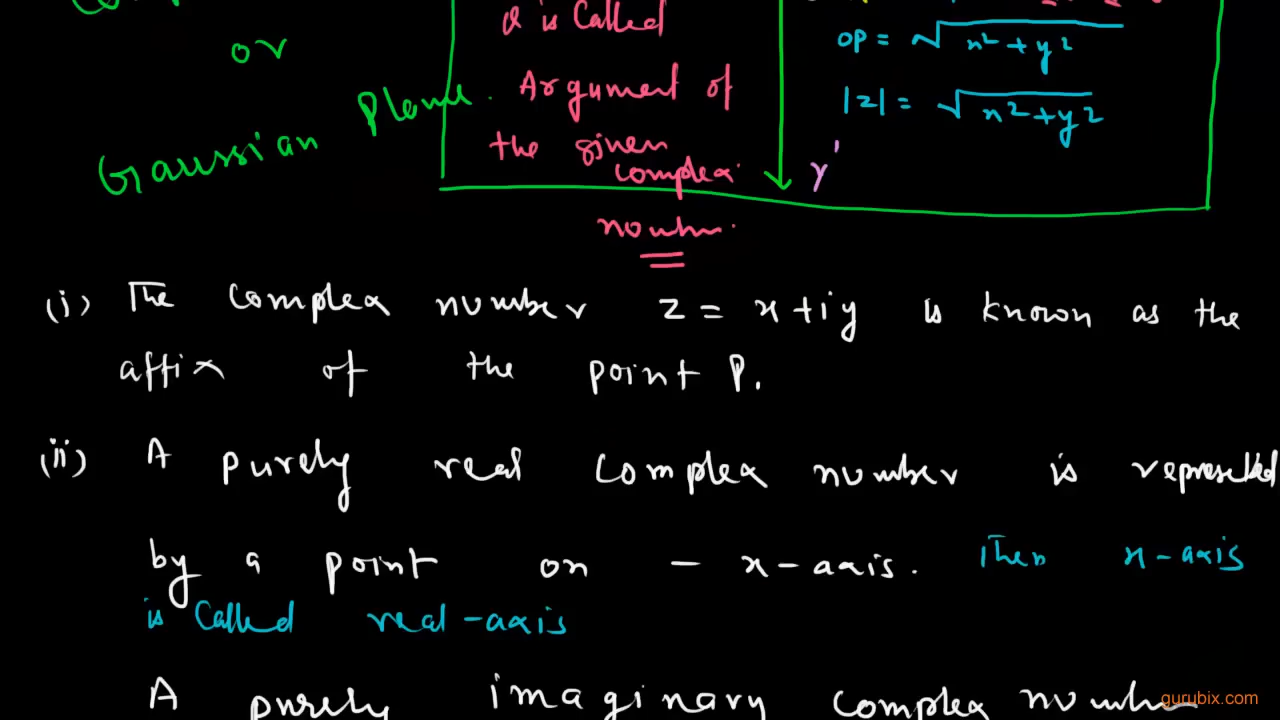 or
Gaussian Plane.
θ is Called
Argument of
the given
complex
number.
OP = √x²+y²
|z| = √x²+y²
Y'
(i) The complex number z = x+iy is known as the
affix of the point P.
(ii) A purely real complex number is represented
by a point on - x-axis. Then x-axis
is Called real-axis
A purely imaginary complex number
gurubix.com